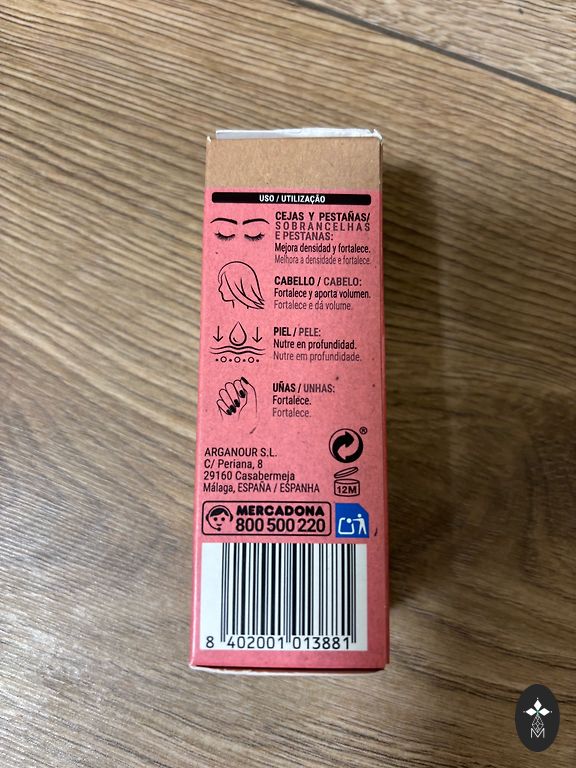 USO / UTILIZAÇÃO
CEJAS Y PESTAÑAS/
SOBRANCELHAS
E PESTANAS:
Mejora densidad y fortalece.
Melhora a densidade e fortalece.
CABELLO / CABELO:
Fortalece y aporta volumen.
Fortalece e dá volume.
PIEL / PELE:
Nutre en profundidad.
Nutre em profundidade.
UÑAS / UNHAS:
Fortalece.
Fortalece.
ARGANOUR S.L.
C/ Periana, 8
29160 Casabermeja
Málaga, ESPAÑA / ESPANHA
®
12M
MERCADONA
800 500 220
8 402001 013881
M